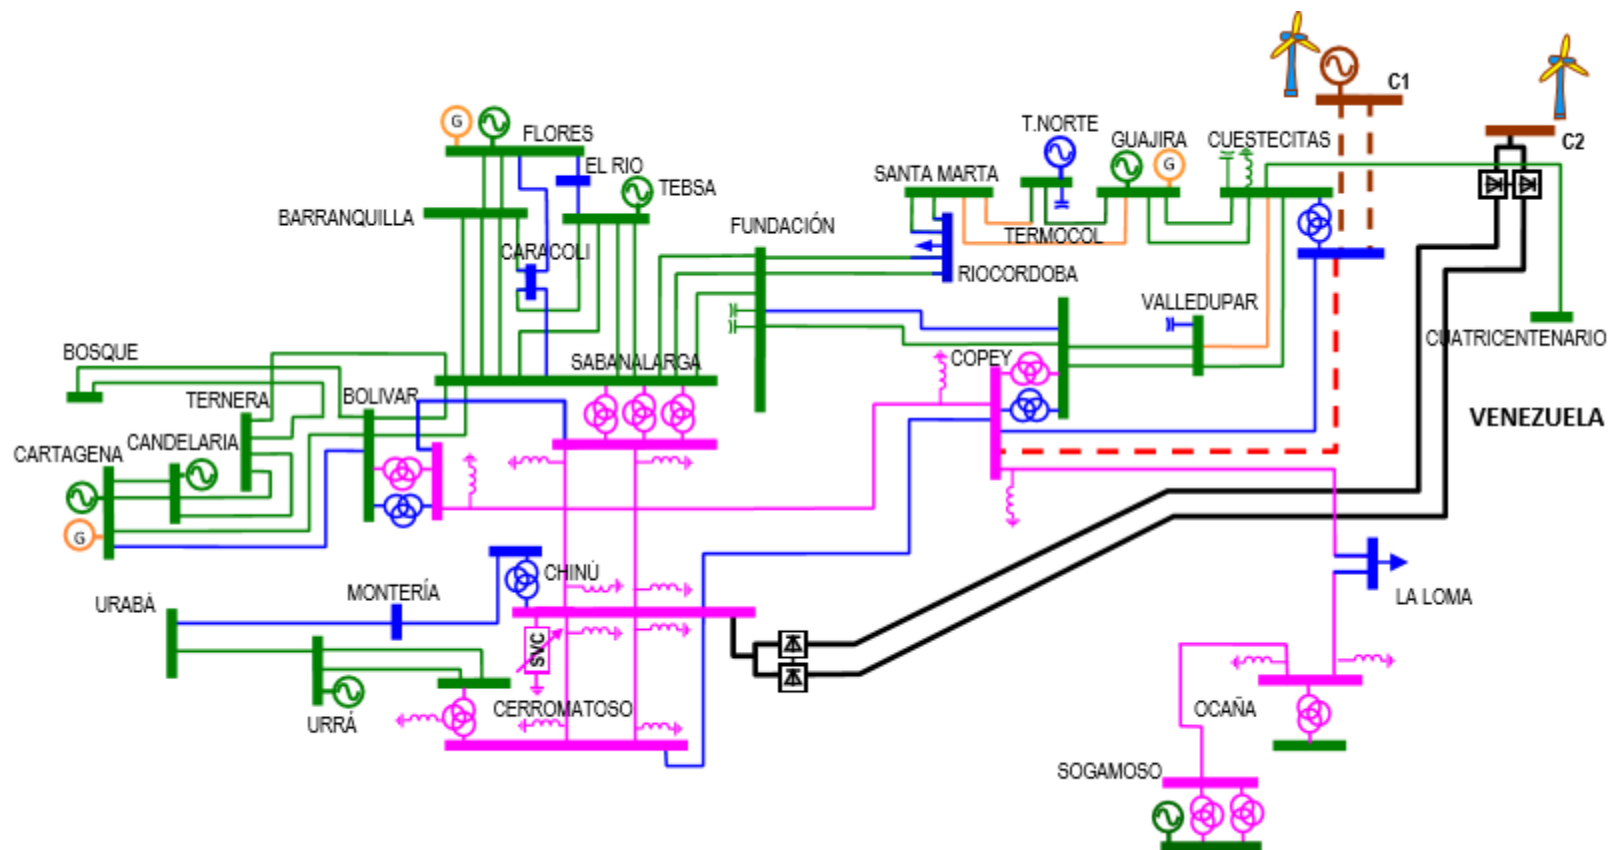 C1
C2
G
FLORES
T.NORTE
GUAJIRA
CUESTECITAS
EL RIO
SANTA MARTA
G
TEBSA
BARRANQUILLA
FUNDACIÓN
TERMOCOL
CARACOLI
RIOCORDOBA
VALLEDUPAR
CUATRICENTENARIO
BOSQUE
SABANALARGA
COPEY
TERNERA
BOLIVAR
VENEZUELA
CANDELARIA
CARTAGENA
G
CHINÚ
MONTERÍA
LA LOMA
URABÁ
SVC
CERROMATOSO
OCAÑA
URRÁ
SOGAMOSO